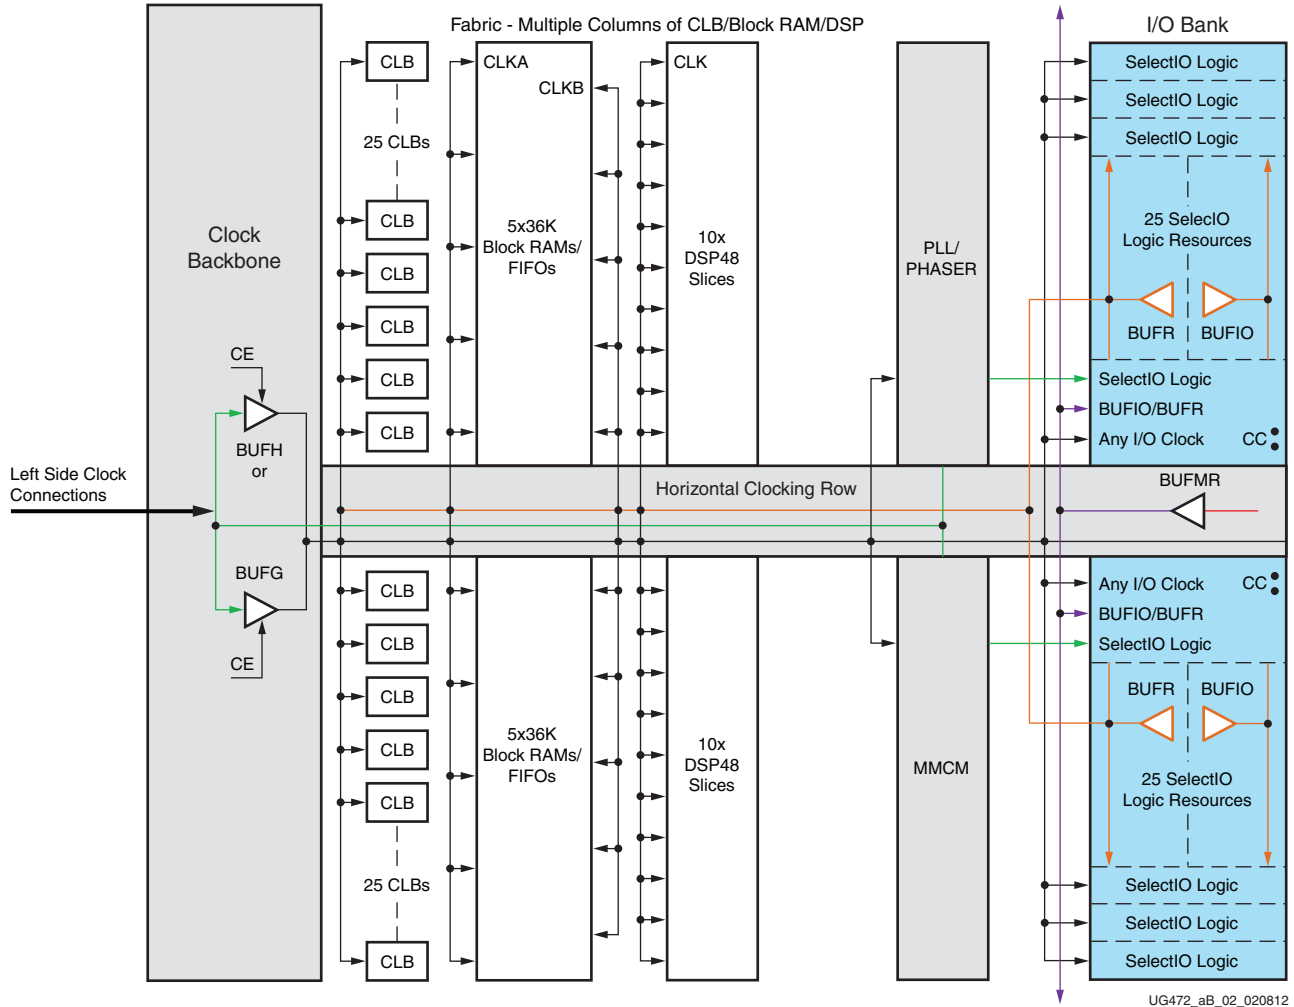 Fabric - Multiple Columns of CLB/Block RAM/DSP
I/O Bank
Clock
Backbone
CE
BUFH
or
BUFG
CE
Left Side Clock
Connections
CLB
25 CLBs
CLB
CLB
CLB
CLB
CLB
CLKA
CLKB
5x36K
Block RAMs/
FIFOs
CLK
10x
DSP48
Slices
PLL/
PHASER
SelectIO Logic
SelectIO Logic
SelectIO Logic
25 SelecIO
Logic Resources
BUFR
BUFIO
SelectIO Logic
BUFIO/BUFR
Any I/O Clock
CC
Horizontal Clocking Row
BUFMR
CLB
CLB
CLB
CLB
CLB
25 CLBs
CLB
5x36K
Block RAMs/
FIFOs
10x
DSP48
Slices
MMCM
Any I/O Clock
CC
BUFIO/BUFR
SelectIO Logic
BUFR
BUFIO
25 SelectIO
Logic Resources
SelectIO Logic
SelectIO Logic
SelectIO Logic
UG472_aB_02_020812